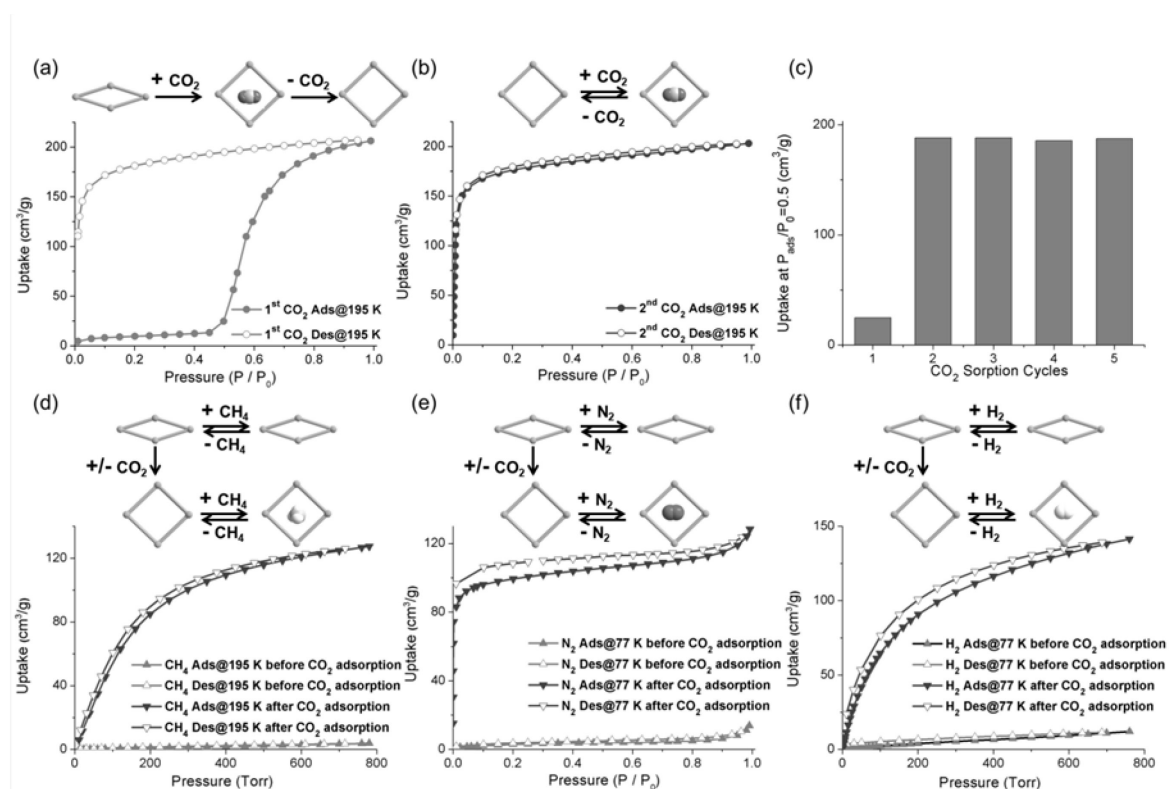 (a)
+ CO₂
- CO₂
Uptake (cm³/g)
200
150
100
50
0
0.0 0.2 0.4 0.6 0.8 1.0
Pressure (P / P₀)
1ˢᵗ CO₂ Ads@195 K
1ˢᵗ CO₂ Des@195 K
(b)
+ CO₂
- CO₂
Uptake (cm³/g)
200
150
100
50
0
0.0 0.2 0.4 0.6 0.8 1.0
Pressure (P / P₀)
2ⁿᵈ CO₂ Ads@195 K
2ⁿᵈ CO₂ Des@195 K
(c)
Uptake at P_ads/P₀=0.5 (cm³/g)
200
100
0
1 2 3 4 5
CO₂ Sorption Cycles
(d)
+ CH₄
- CH₄
+/- CO₂
+ CH₄
- CH₄
Uptake (cm³/g)
120
80
40
0
0 200 400 600 800
Pressure (Torr)
CH₄ Ads@195 K before CO₂ adsorption
CH₄ Des@195 K before CO₂ adsorption
CH₄ Ads@195 K after CO₂ adsorption
CH₄ Des@195 K after CO₂ adsorption
(e)
+ N₂
- N₂
+/- CO₂
+ N₂
- N₂
Uptake (cm³/g)
120
80
40
0
0.0 0.2 0.4 0.6 0.8 1.0
Pressure (P / P₀)
N₂ Ads@77 K before CO₂ adsorption
N₂ Des@77 K before CO₂ adsorption
N₂ Ads@77 K after CO₂ adsorption
N₂ Des@77 K after CO₂ adsorption
(f)
+ H₂
- H₂
+/- CO₂
+ H₂
- H₂
Uptake (cm³/g)
150
100
50
0
0 200 400 600 800
Pressure (Torr)
H₂ Ads@77 K before CO₂ adsorption
H₂ Des@77 K before CO₂ adsorption
H₂ Ads@77 K after CO₂ adsorption
H₂ Des@77 K after CO₂ adsorption